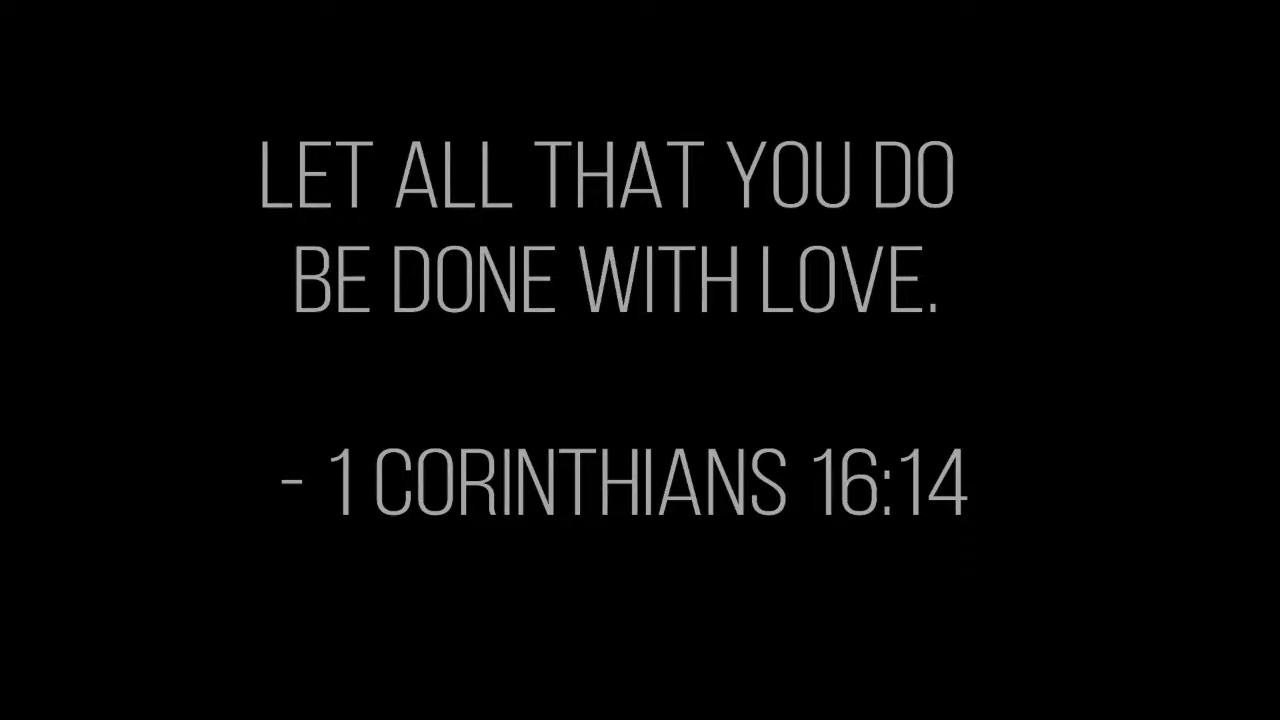 LET ALL THAT YOU DO
BE DONE WITH LOVE.
- 1 CORINTHIANS 16:14